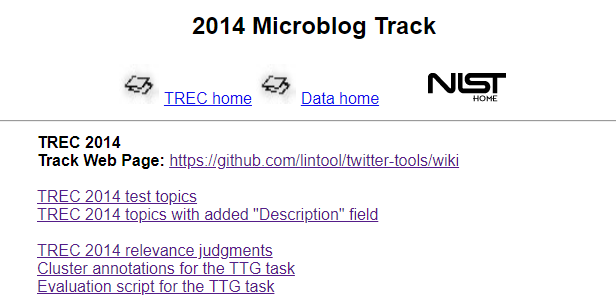 2014 Microblog Track
TREC home Data home NIST HOME
TREC 2014
Track Web Page: https://github.com/lintool/twitter-tools/wiki
TREC 2014 test topics
TREC 2014 topics with added "Description" field
TREC 2014 relevance judgments
Cluster annotations for the TTG task
Evaluation script for the TTG task